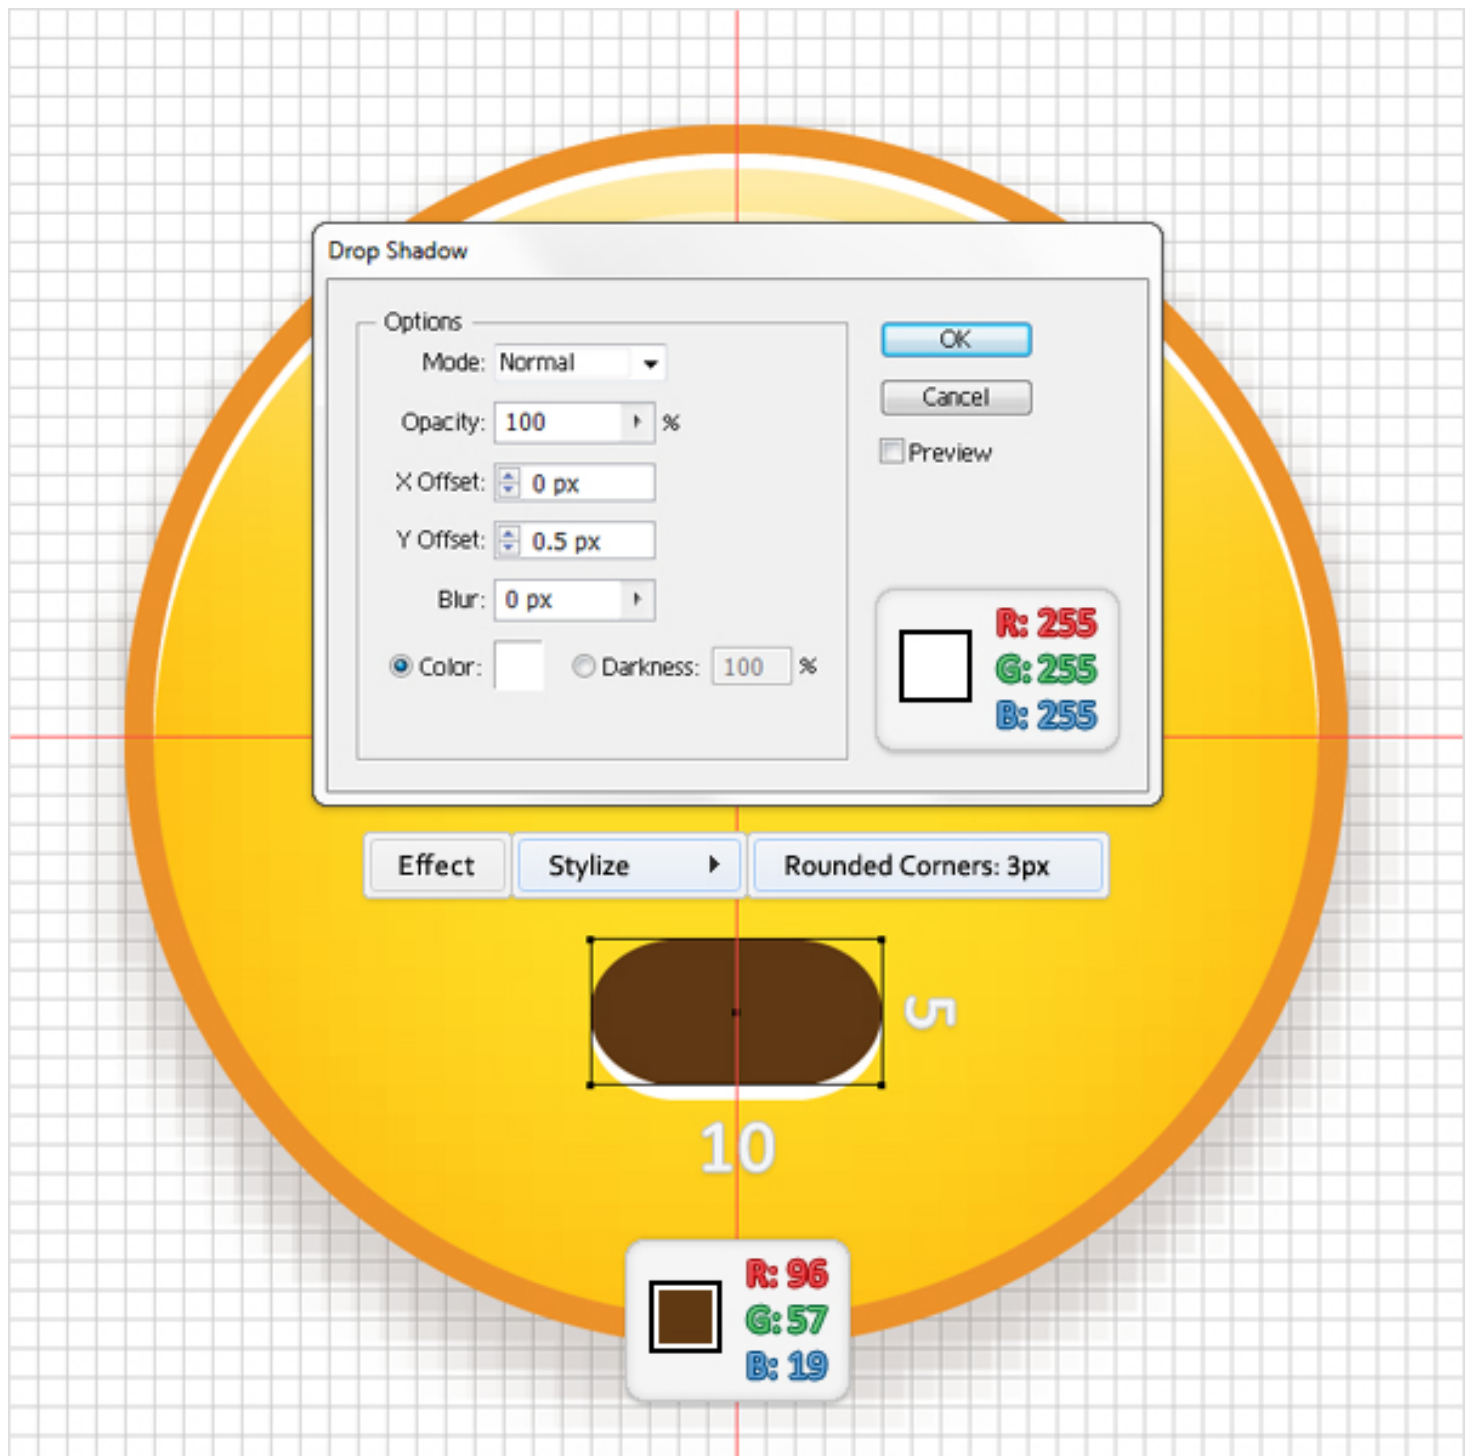 Drop Shadow
Options
Mode: Normal
Opacity: 100 %
X Offset: 0 px
Y Offset: 0.5 px
Blur: 0 px
Color: Darkness: 100 %
OK
Cancel
Preview
R: 255
G: 255
B: 255
Effect Stylize Rounded Corners: 3px
5
10
R: 96
G: 57
B: 19